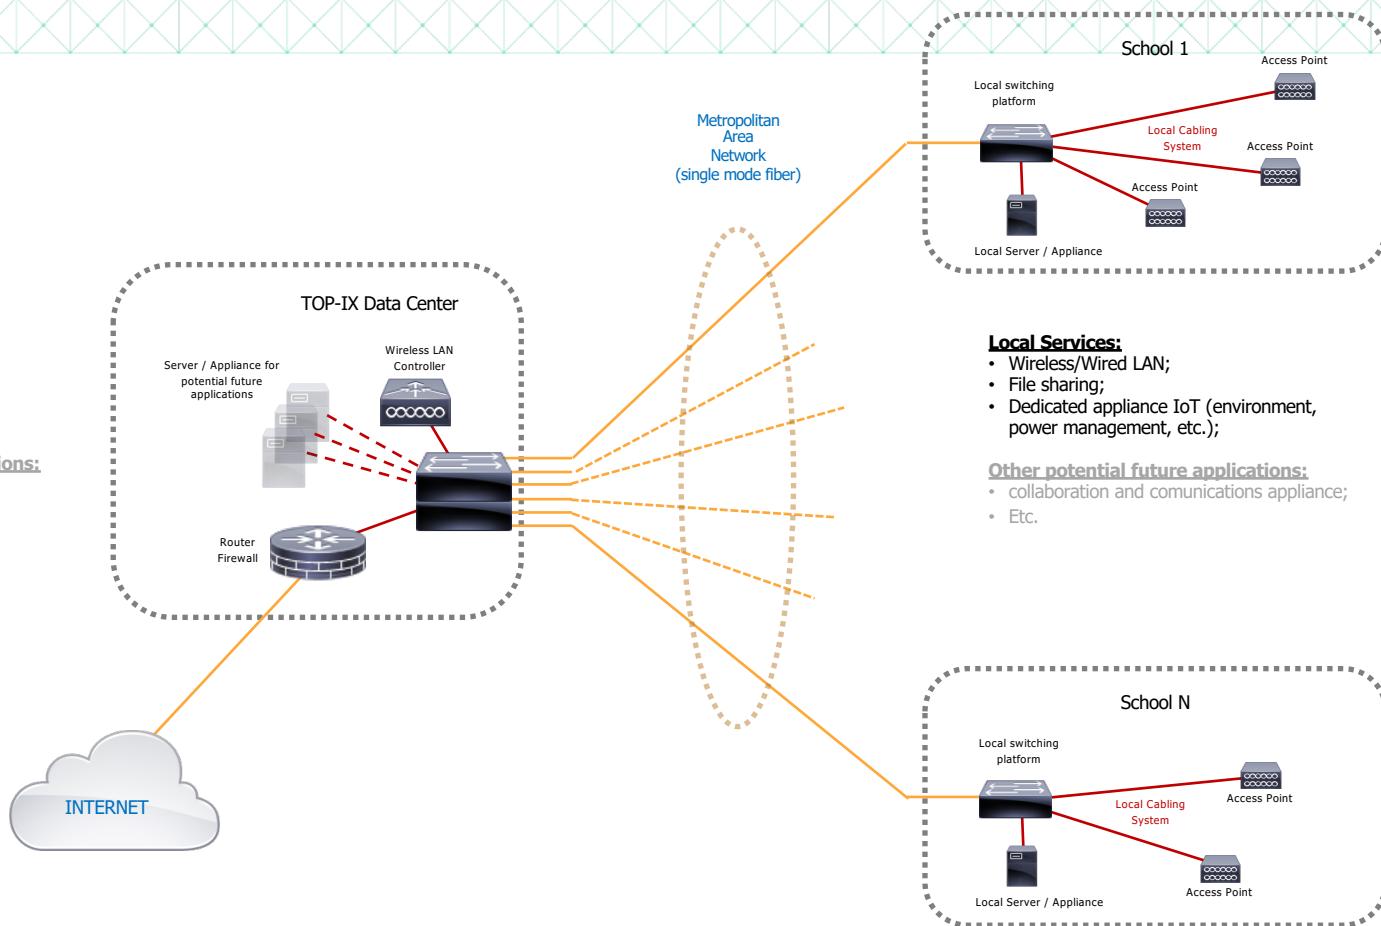 School 1
Access Point
Local switching
platform
Local Cabling
System
Access Point
Access Point
Local Server / Appliance
Metropolitan
Area
Network
(single mode fiber)
TOP-IX Data Center
Wireless LAN
Controller
Server / Appliance for
potential future
applications
Router
Firewall
INTERNET
ions:
Local Services:
• Wireless/Wired LAN;
• File sharing;
• Dedicated appliance IoT (environment,
power management, etc.);
Other potential future applications:
• collaboration and comunications appliance;
• Etc.
School N
Local switching
platform
Local Cabling
System
Access Point
Access Point
Local Server / Appliance